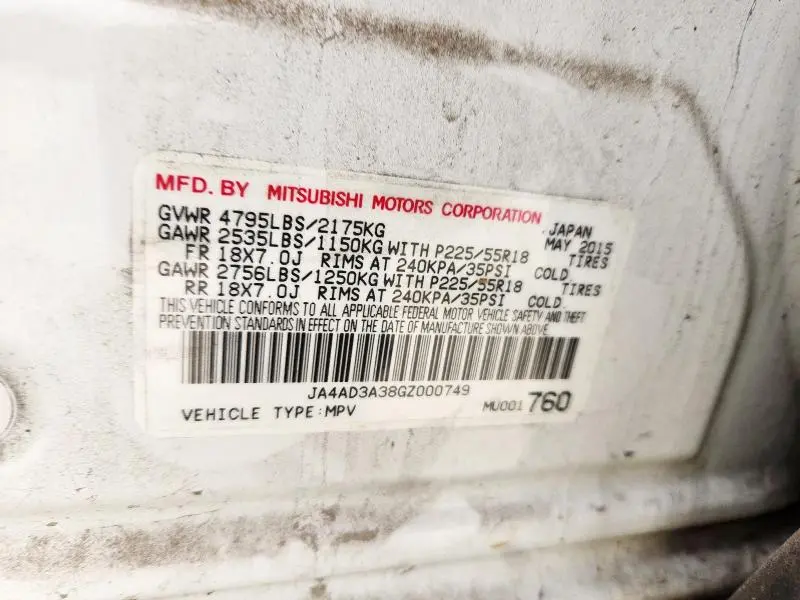 MFD. BY MITSUBISHI MOTORS CORPORATION
GVWR 4795LBS/2175KG JAPAN
GAWR 2535LBS/1150KG WITH P225/55R18 MAY 2015
FR 18X7.0J RIMS AT 240KPA/35PSI COLD. TIRES
GAWR 2756LBS/1250KG WITH P225/55R18
RR 18X7.0J RIMS AT 240KPA/35PSI COLD. TIRES
THIS VEHICLE CONFORMS TO ALL APPLICABLE FEDERAL MOTOR VEHICLE SAFETY AND THEFT
PREVENTION STANDARDS IN EFFECT ON THE DATE OF MANUFACTURE SHOWN ABOVE
JA4AD3A38GZ000749
VEHICLE TYPE:MPV MU001 760